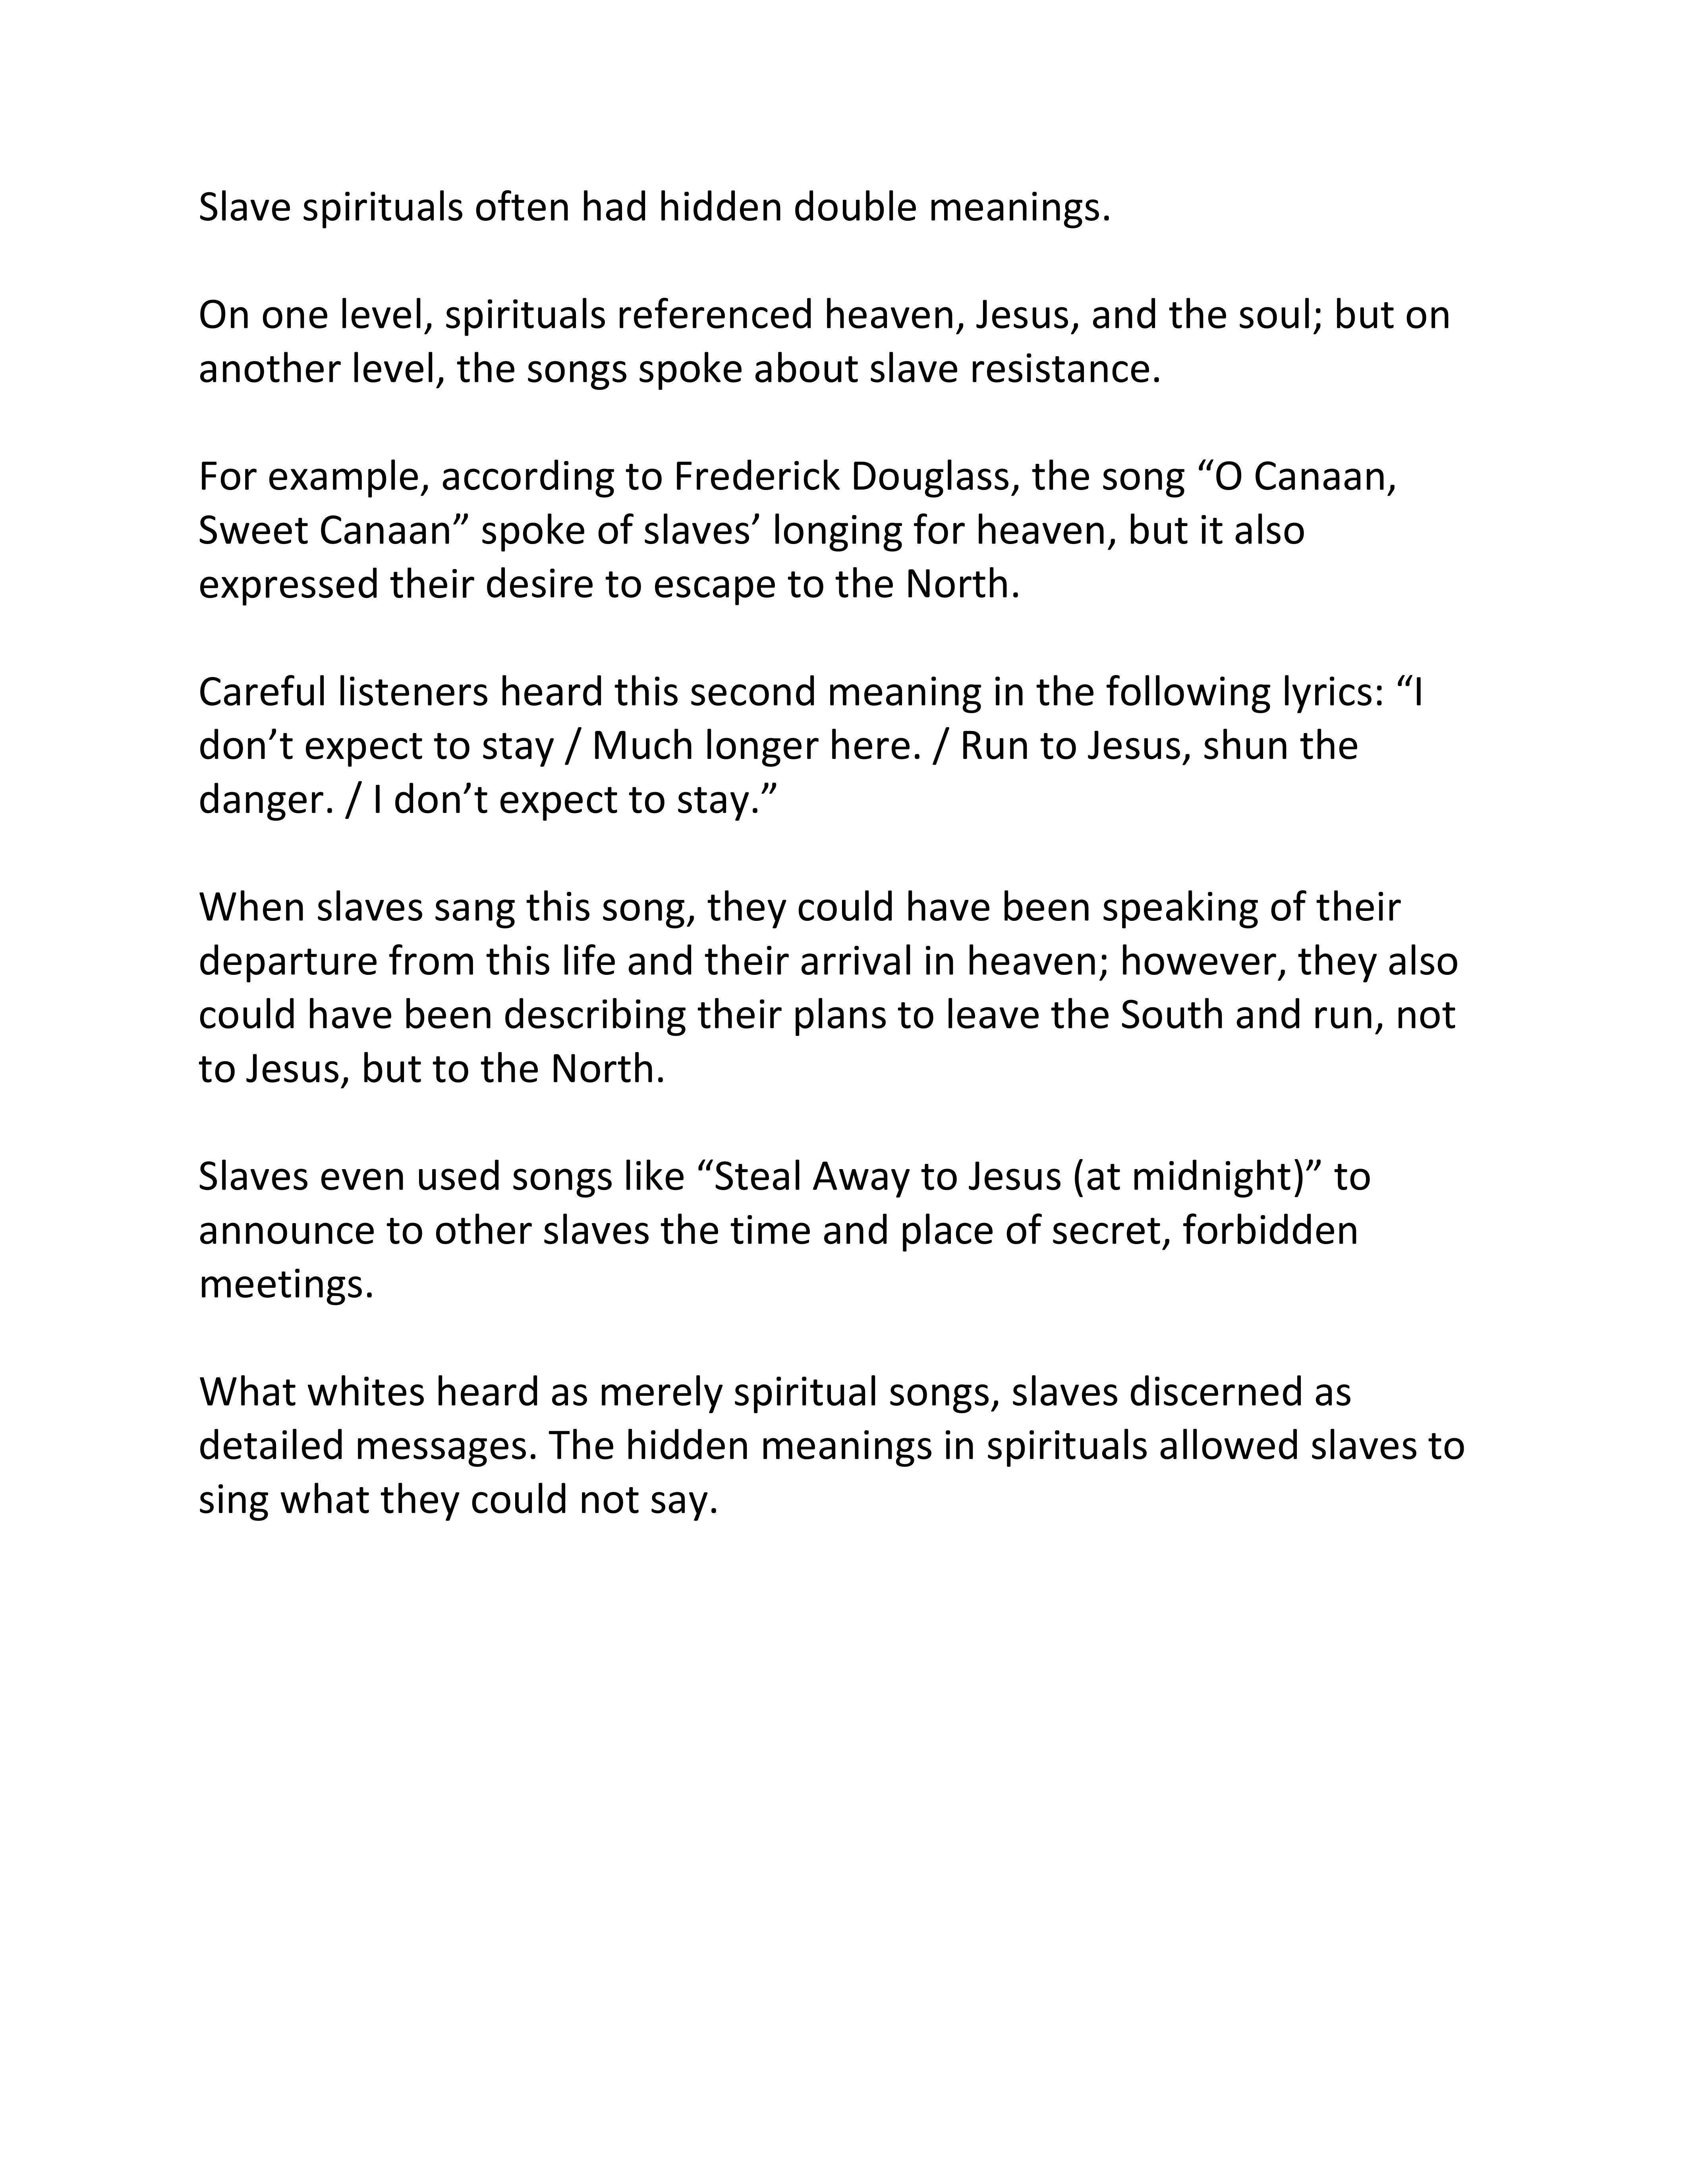 Slave spirituals often had hidden double meanings.
On one level, spirituals referenced heaven, Jesus, and the soul; but on
another level, the songs spoke about slave resistance.
For example, according to Frederick Douglass, the song “O Canaan,
Sweet Canaan” spoke of slaves’ longing for heaven, but it also
expressed their desire to escape to the North.
Careful listeners heard this second meaning in the following lyrics: “I
don’t expect to stay / Much longer here. / Run to Jesus, shun the
danger. / I don’t expect to stay.”
When slaves sang this song, they could have been speaking of their
departure from this life and their arrival in heaven; however, they also
could have been describing their plans to leave the South and run, not
to Jesus, but to the North.
Slaves even used songs like “Steal Away to Jesus (at midnight)” to
announce to other slaves the time and place of secret, forbidden
meetings.
What whites heard as merely spiritual songs, slaves discerned as
detailed messages. The hidden meanings in spirituals allowed slaves to
sing what they could not say.